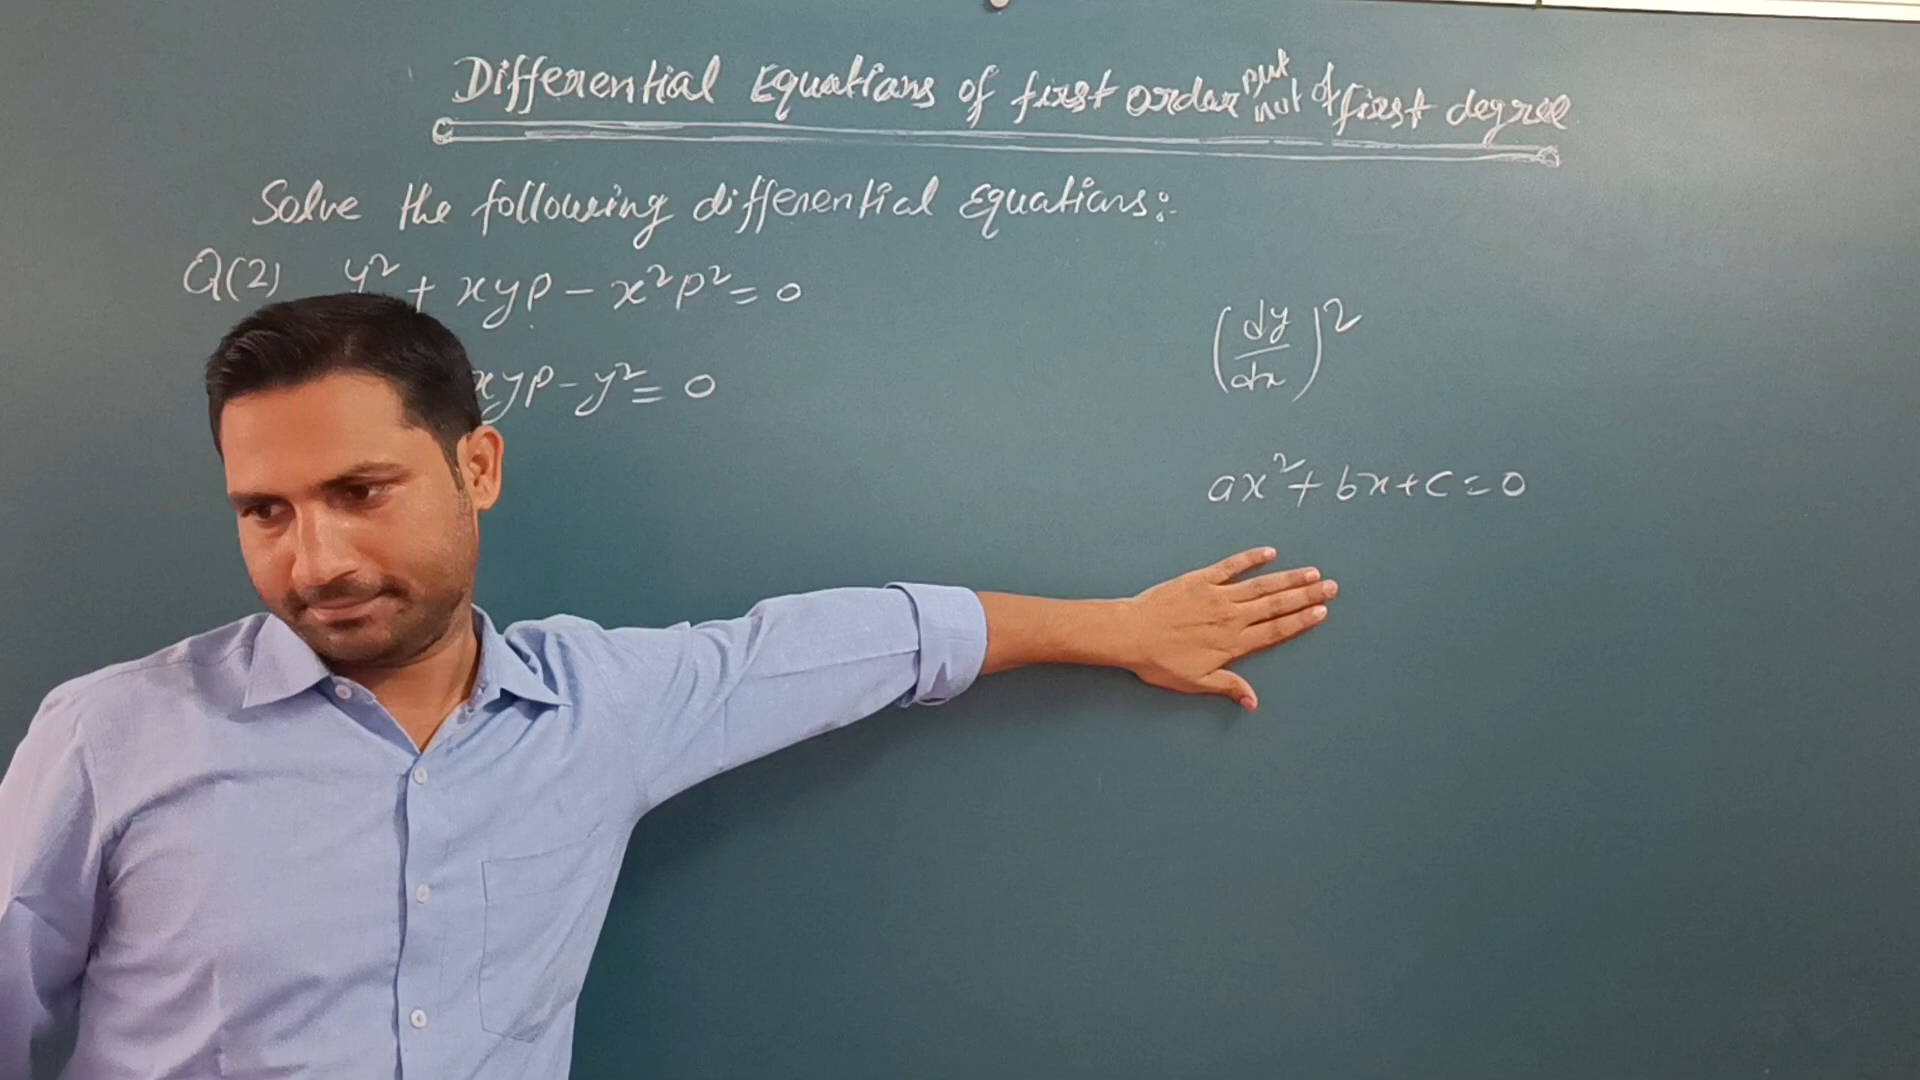 Differential Equations of first order but not of first degree
Solve the following differential Equations:-
Q(2) y² + xyp - x²p² = 0
xyp - y² = 0
(dy/dx)²
ax² + bx + c = 0